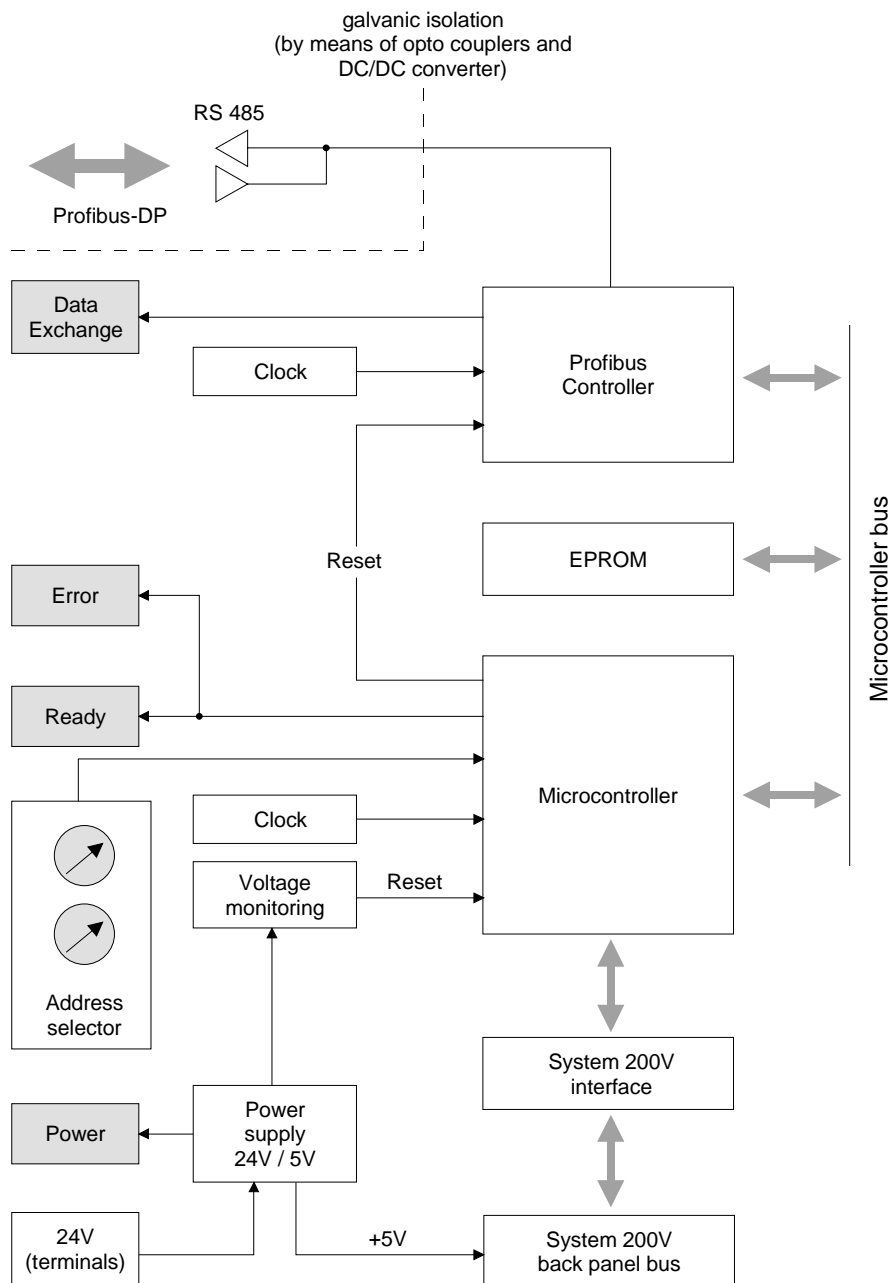 galvanic isolation
(by means of opto couplers and
DC/DC converter)
RS 485
Profibus-DP
Data
Exchange
Clock
Profibus
Controller
Reset
EPROM
Microcontroller bus
Error
Ready
Microcontroller
Clock
Voltage
monitoring
Reset
Address
selector
System 200V
interface
Power
Power
supply
24V / 5V
24V
(terminals)
+5V
System 200V
back panel bus